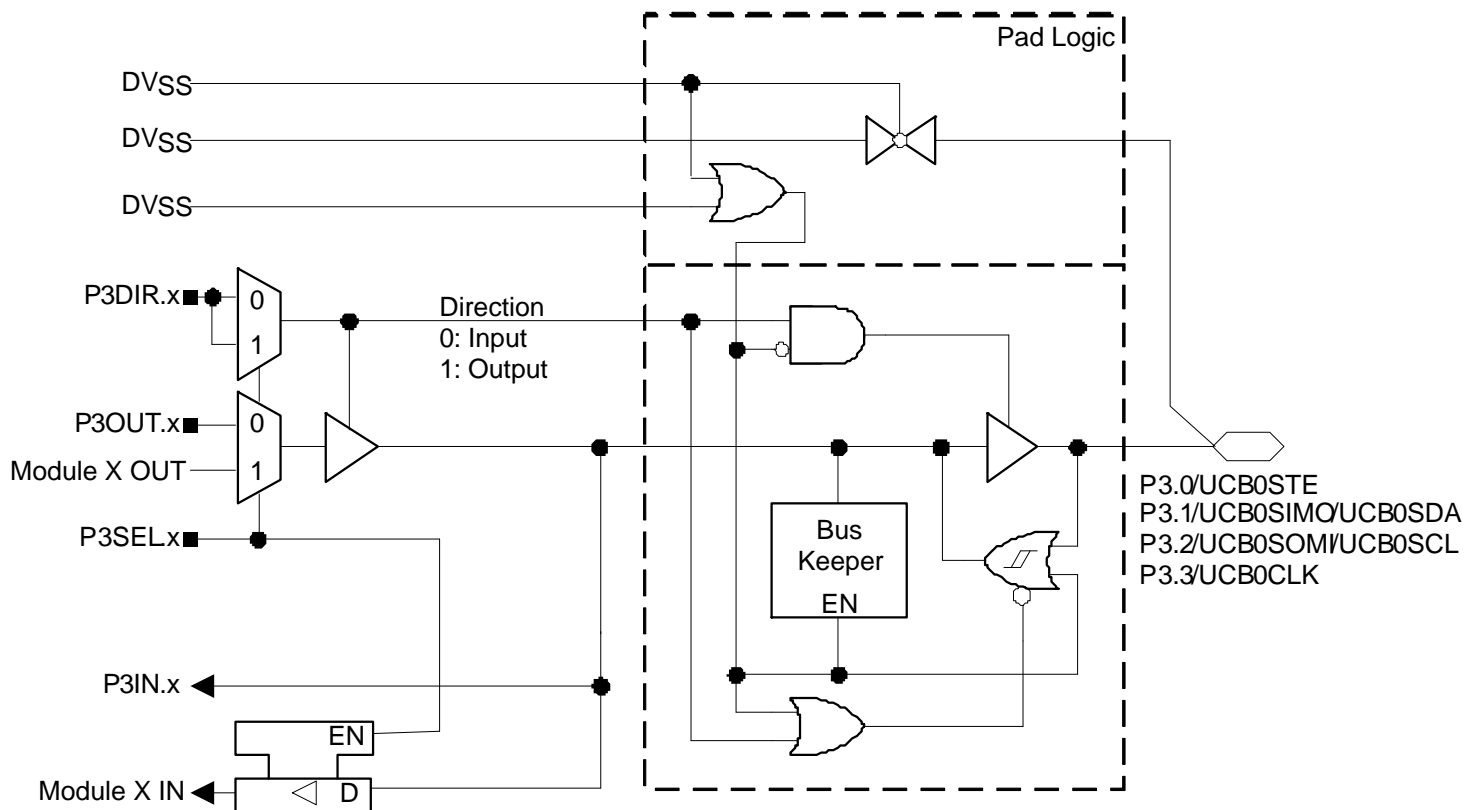 Pad Logic
DVSS
DVSS
DVSS
P3DIR.x
0
1
Direction
0: Input
1: Output
P3OUT.x
0
Module X OUT
1
P3SEL.x
P3.0/UCB0STE
P3.1/UCB0SIMO/UCB0SDA
P3.2/UCB0SOMI/UCB0SCL
P3.3/UCB0CLK
Bus
Keeper
EN
P3IN.x
EN
Module X IN
D